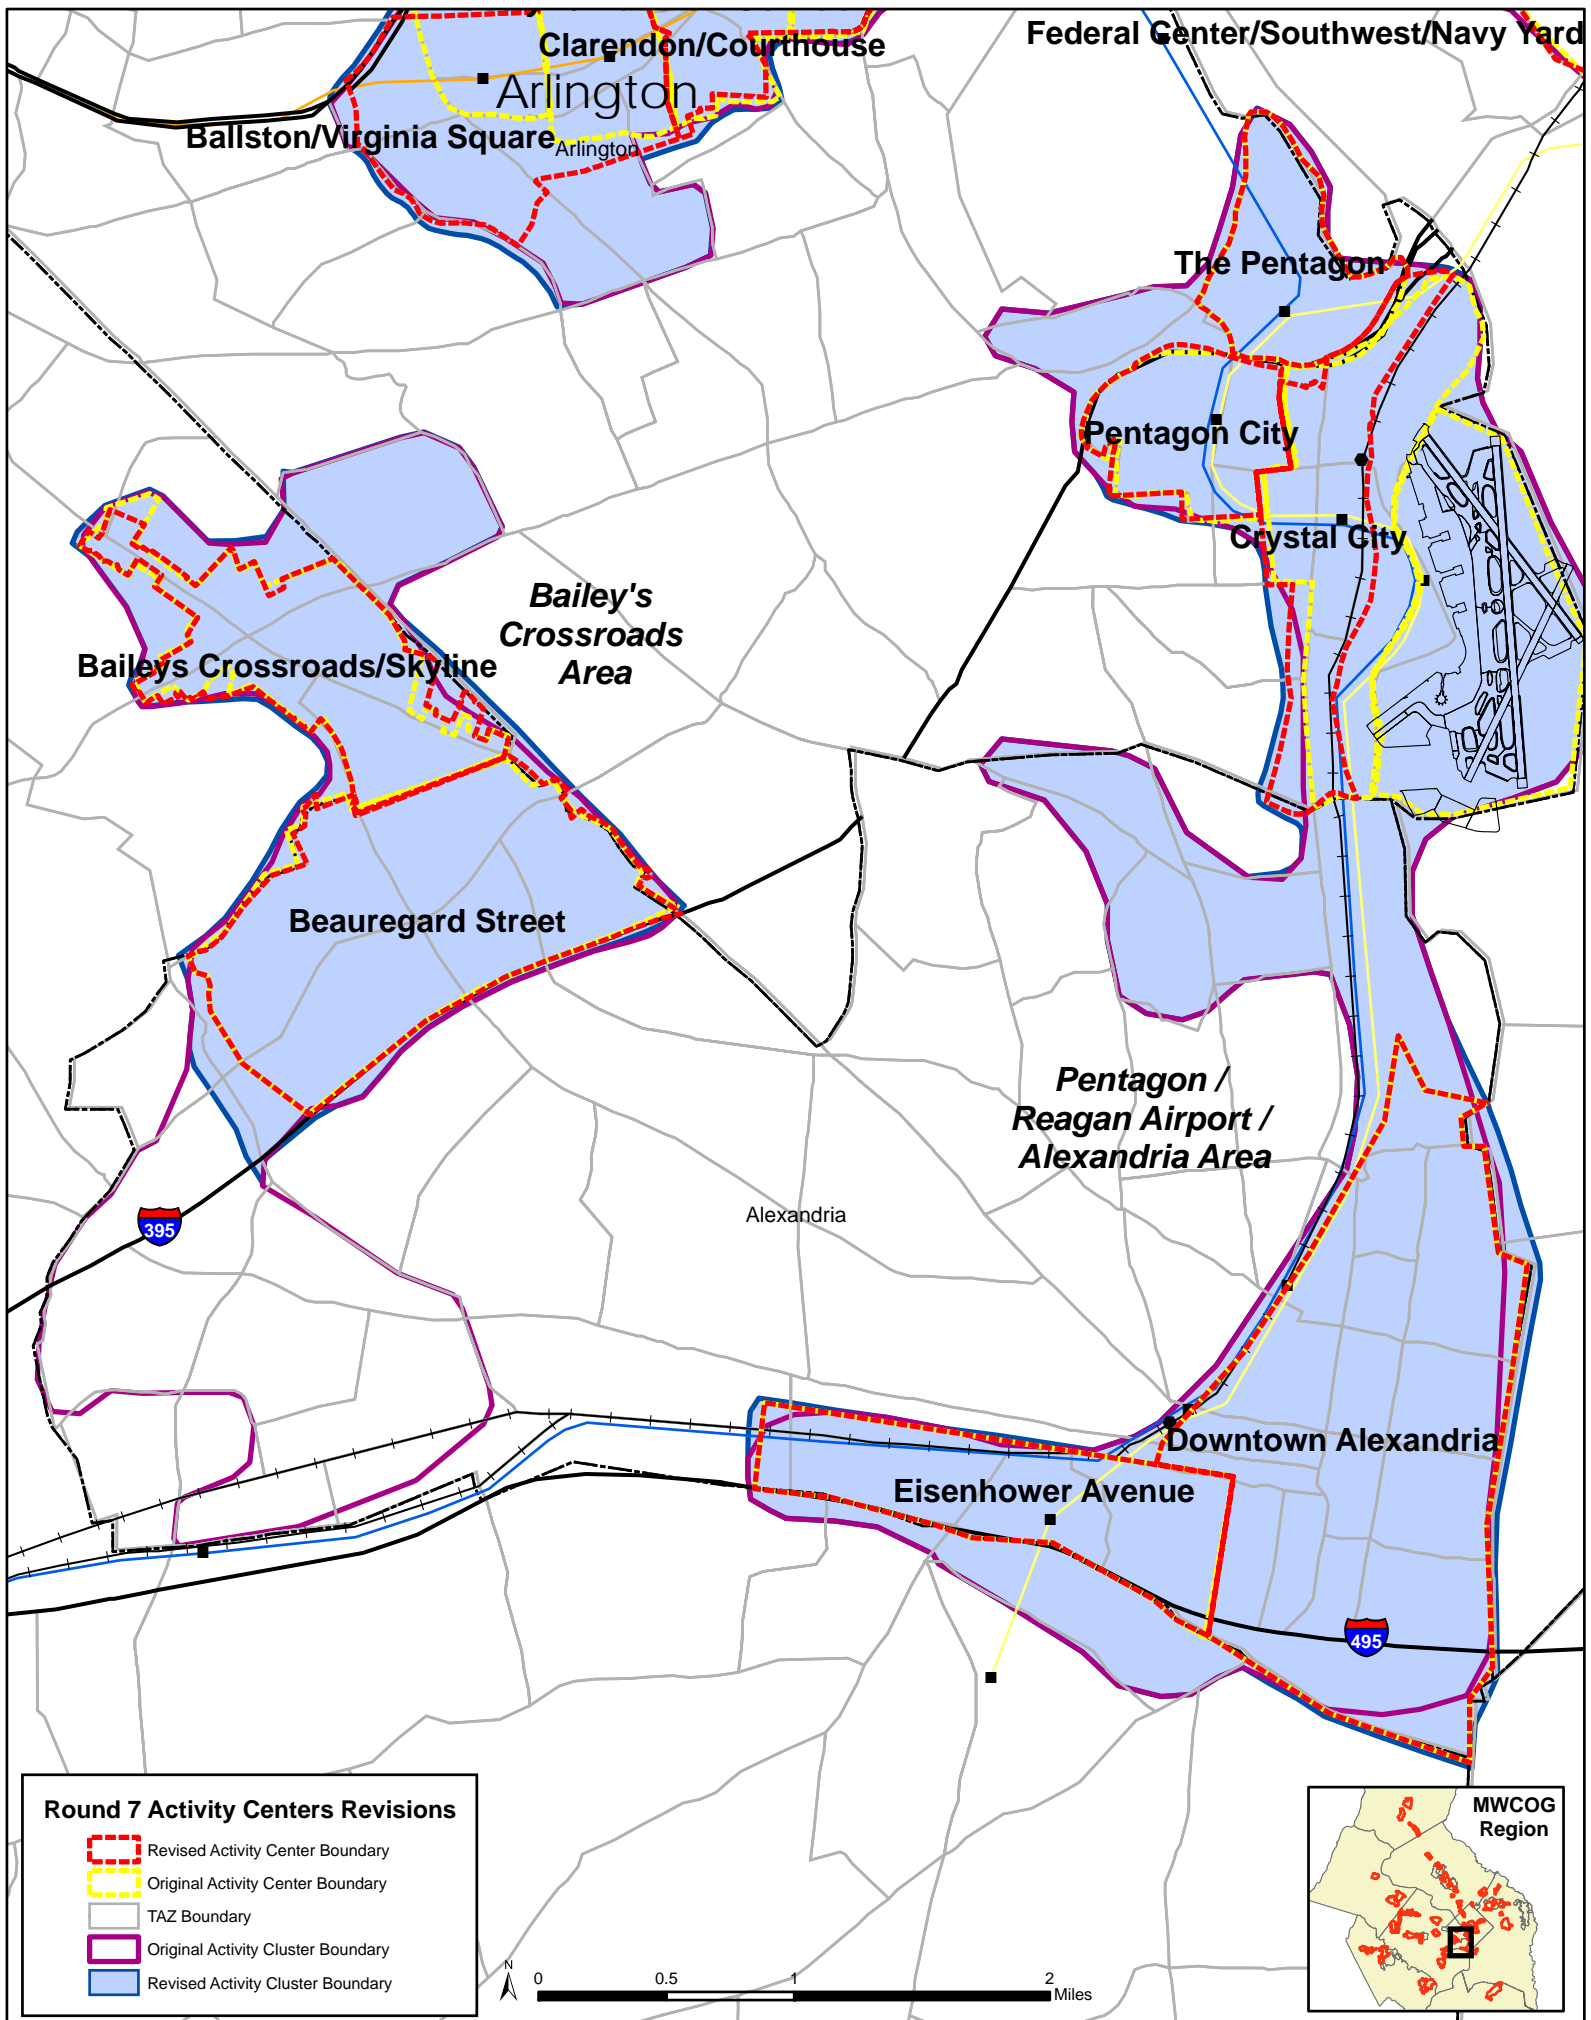 Clarendon/Courthouse
Federal Center/Southwest/Navy Yard
Arlington
Ballston/Virginia Square
Arlington
The Pentagon
Pentagon City
Crystal City
Bailey's
Crossroads
Area
Baileys Crossroads/Skyline
Beauregard Street
Pentagon /
Reagan Airport /
Alexandria Area
Alexandria
395
Downtown Alexandria
Eisenhower Avenue
495
Round 7 Activity Centers Revisions
Revised Activity Center Boundary
Original Activity Center Boundary
TAZ Boundary
Original Activity Cluster Boundary
Revised Activity Cluster Boundary
N
0 0.5 1 2
Miles
MWCOG
Region